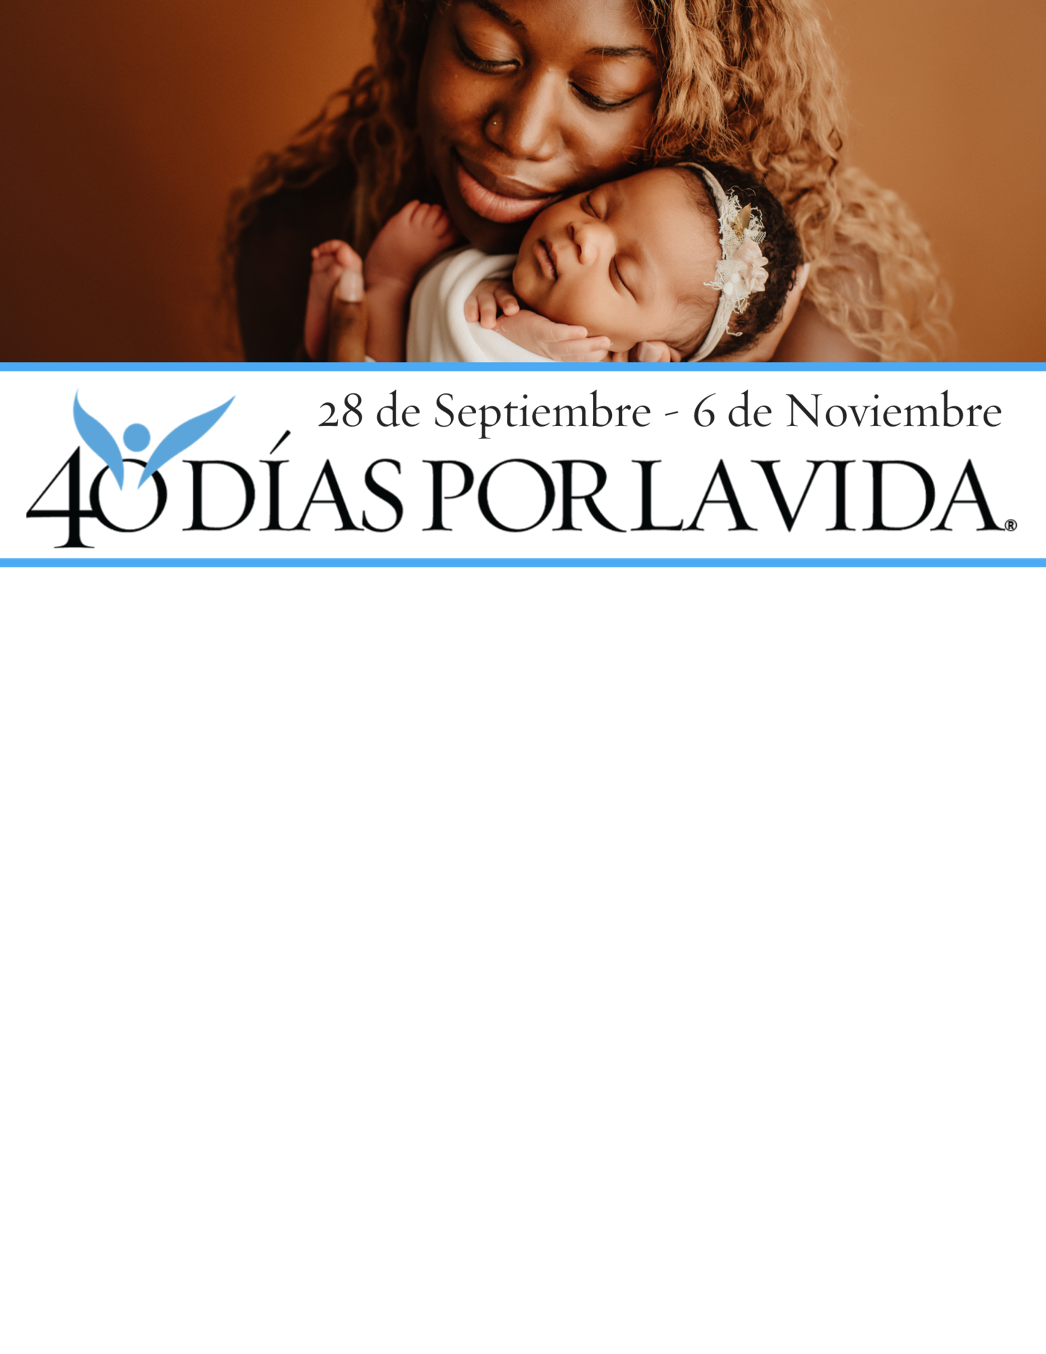 28 de Septiembre - 6 de Noviembre
40 DÍAS POR LA VIDA.®